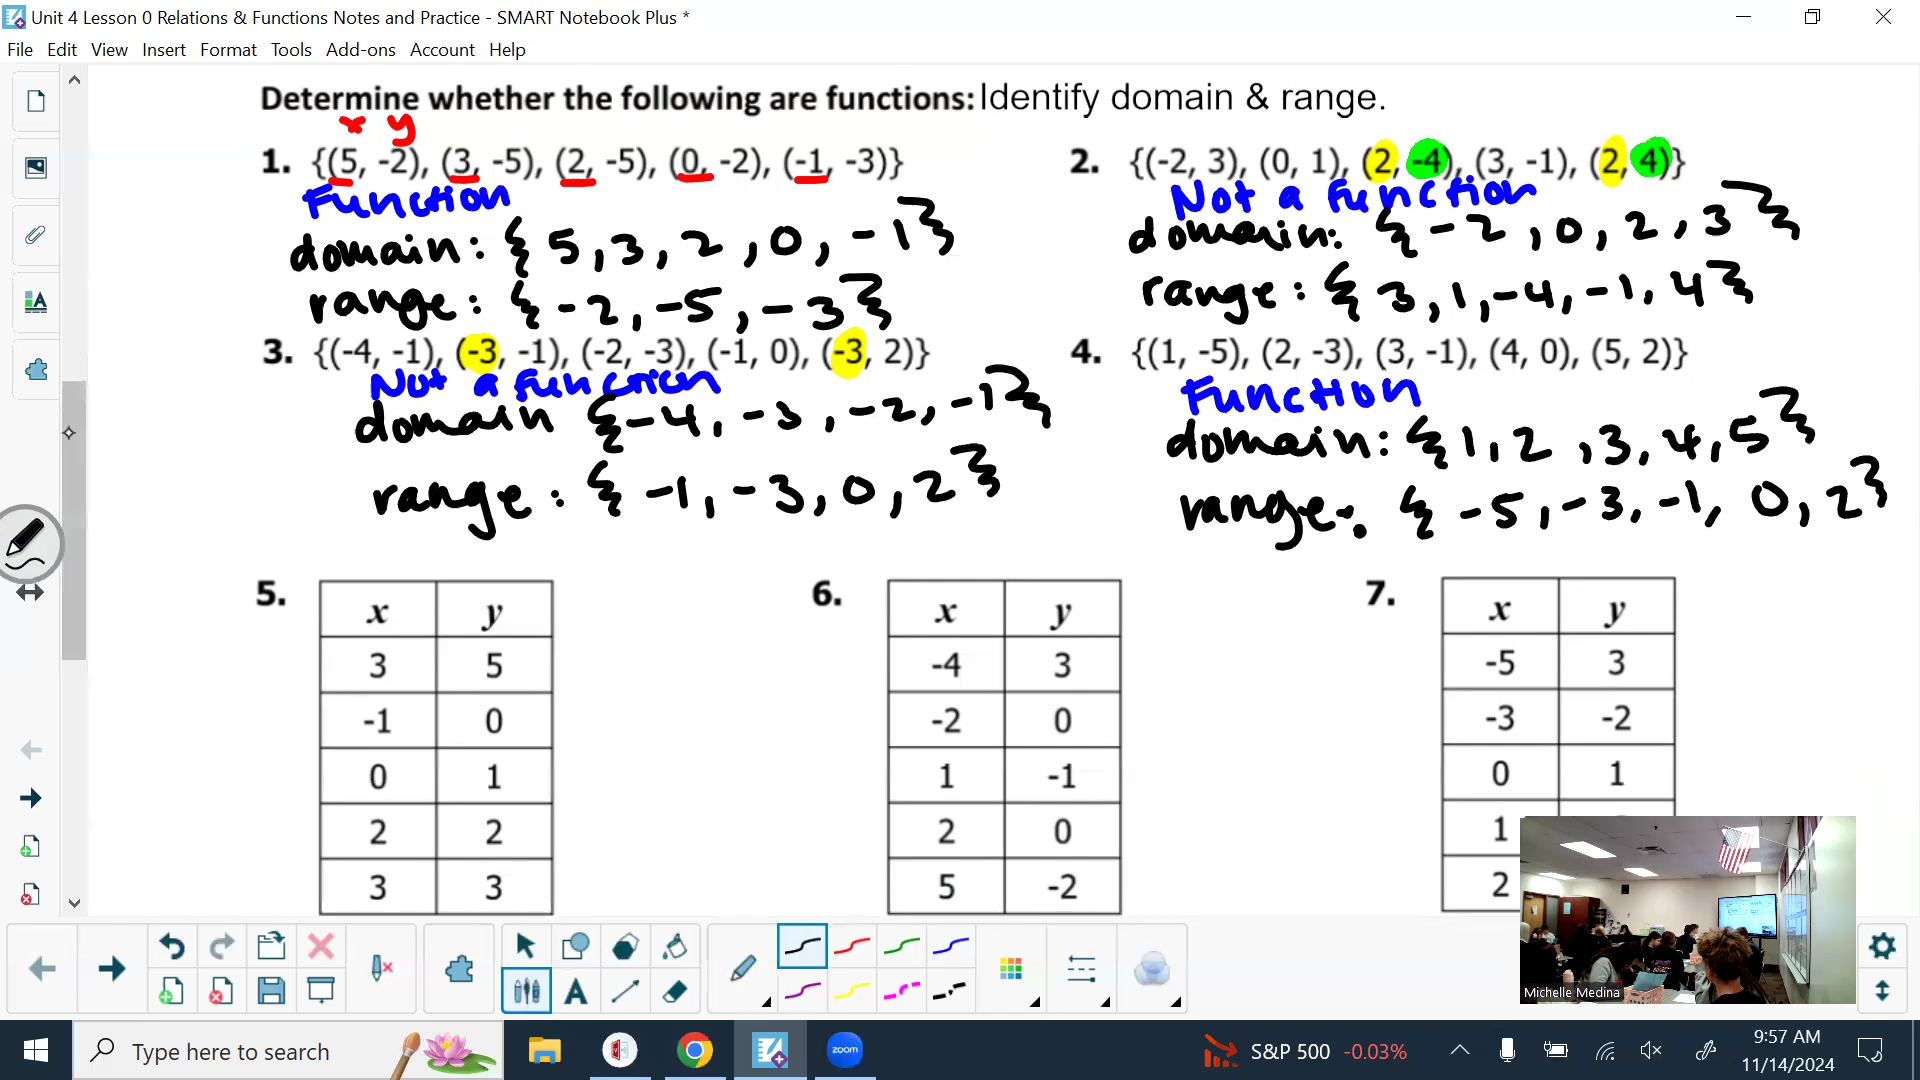 Unit 4 Lesson 0 Relations & Functions Notes and Practice - SMART Notebook Plus *
File Edit View Insert Format Tools Add-ons Account Help
Determine whether the following are functions: Identify domain & range.
x y
1. {(5, -2), (3, -5), (2, -5), (0, -2), (-1, -3)}
Function
domain: { 5, 3, 2, 0, -1}
range: { -2, -5, -3}
2. {(-2, 3), (0, 1), (2, -4), (3, -1), (2, 4)}
Not a function
domain: { -2, 0, 2, 3}
range: { 3, 1, -4, -1, 4}
3. {(-4, -1), (-3, -1), (-2, -3), (-1, 0), (-3, 2)}
Not a function
domain {-4, -3, -2, -1}
range: { -1, -3, 0, 2}
4. {(1, -5), (2, -3), (3, -1), (4, 0), (5, 2)}
Function
domain: {1, 2, 3, 4, 5}
range: { -5, -3, -1, 0, 2}
5.
x y
3 5
-1 0
0 1
2 2
3 3
6.
x y
-4 3
-2 0
1 -1
2 0
5 -2
7.
x y
-5 3
-3 -2
0 1
1
2
Michelle Medina
A
Type here to search
zoom
S&P 500 -0.03%
9:57 AM
11/14/2024